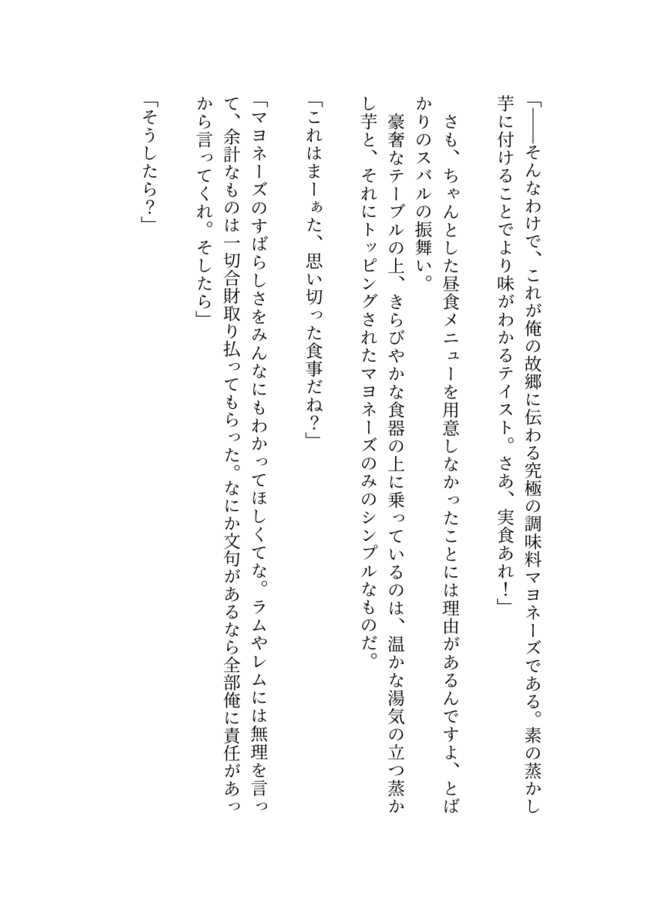 「――そんなわけで、これが俺の故郷に伝わる究極の調味料マヨネーズである。素の蒸かし
芋に付けることでより味がわかるテイスト。さあ、実食あれ！」
さも、ちゃんとした昼食メニューを用意しなかったことには理由があるんですよ、とば
かりのスバルの振舞い。
豪奢なテーブルの上、きらびやかな食器の上に乗っているのは、温かな湯気の立つ蒸か
し芋と、それにトッピングされたマヨネーズのみのシンプルなものだ。
「これはまーぁた、思い切った食事だね？」
「マヨネーズのすばらしさをみんなにもわかってほしくてな。ラムやレムには無理を言っ
て、余計なものは一切合財取り払ってもらった。なにか文句があるなら全部俺に責任があっ
から言ってくれ。そしたら」
「そうしたら？」